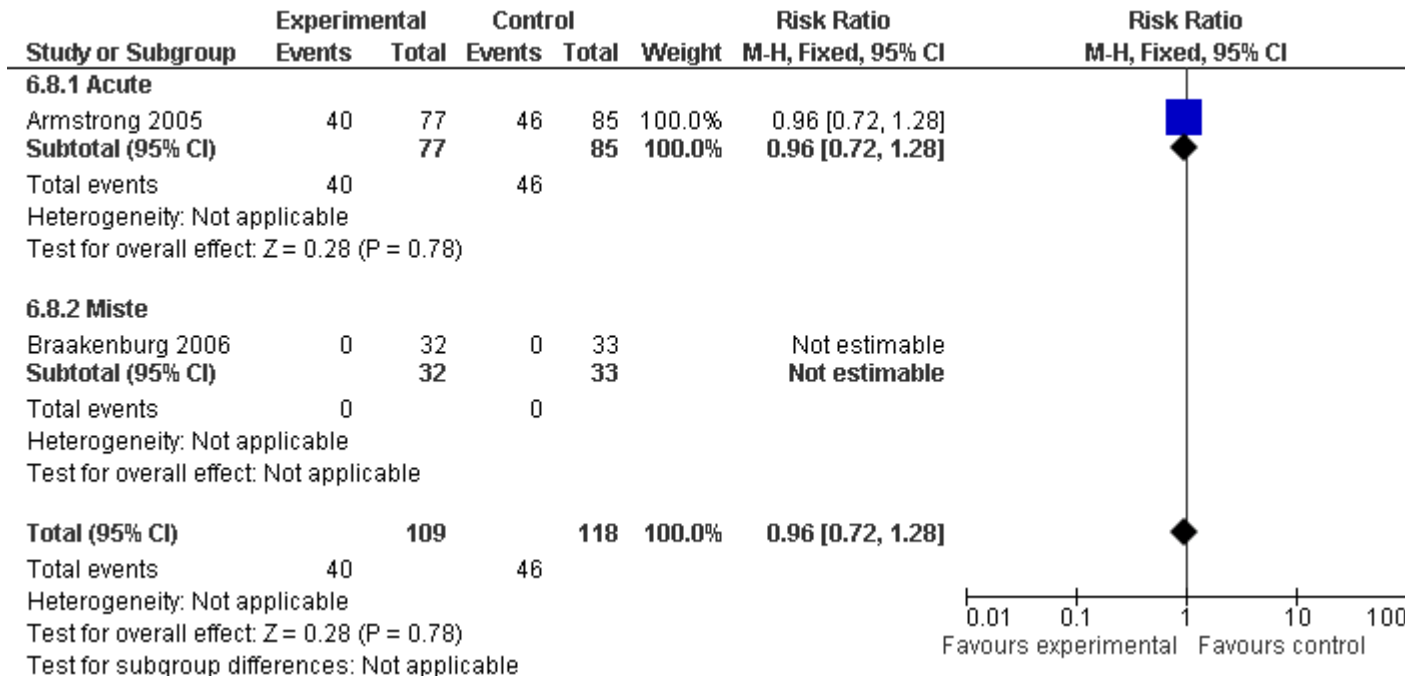 Experimental Control Risk Ratio Risk Ratio
Study or Subgroup Events Total Events Total Weight M-H, Fixed, 95% CI M-H, Fixed, 95% CI
6.8.1 Acute
Armstrong 2005 40 77 46 85 100.0% 0.96 [0.72, 1.28]
Subtotal (95% CI) 77 85 100.0% 0.96 [0.72, 1.28]
Total events 40 46
Heterogeneity: Not applicable
Test for overall effect: Z = 0.28 (P = 0.78)
6.8.2 Miste
Braakenburg 2006 0 32 0 33 Not estimable
Subtotal (95% CI) 32 33 Not estimable
Total events 0 0
Heterogeneity: Not applicable
Test for overall effect: Not applicable
Total (95% CI) 109 118 100.0% 0.96 [0.72, 1.28]
Total events 40 46
Heterogeneity: Not applicable
Test for overall effect: Z = 0.28 (P = 0.78)
Test for subgroup differences: Not applicable
0.01 0.1 1 10 100
Favours experimental Favours control